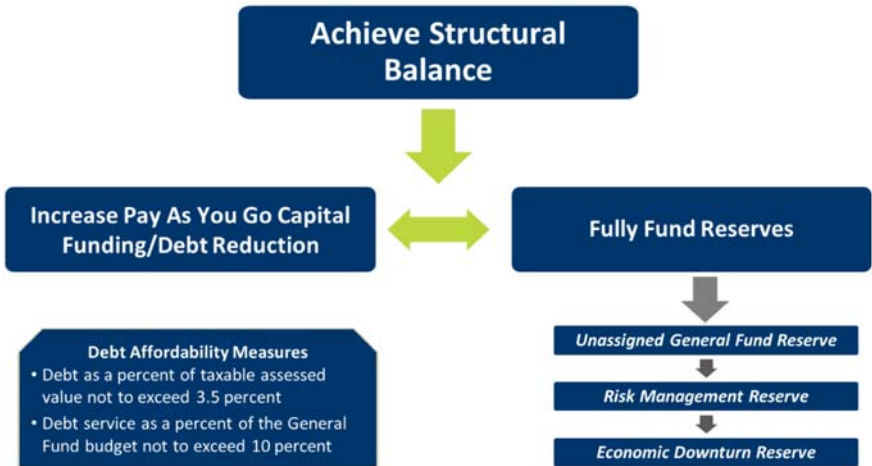 Achieve Structural
Balance
Increase Pay As You Go Capital
Funding/Debt Reduction
Fully Fund Reserves
Debt Affordability Measures
• Debt as a percent of taxable assessed
value not to exceed 3.5 percent
• Debt service as a percent of the General
Fund budget not to exceed 10 percent
Unassigned General Fund Reserve
Risk Management Reserve
Economic Downturn Reserve